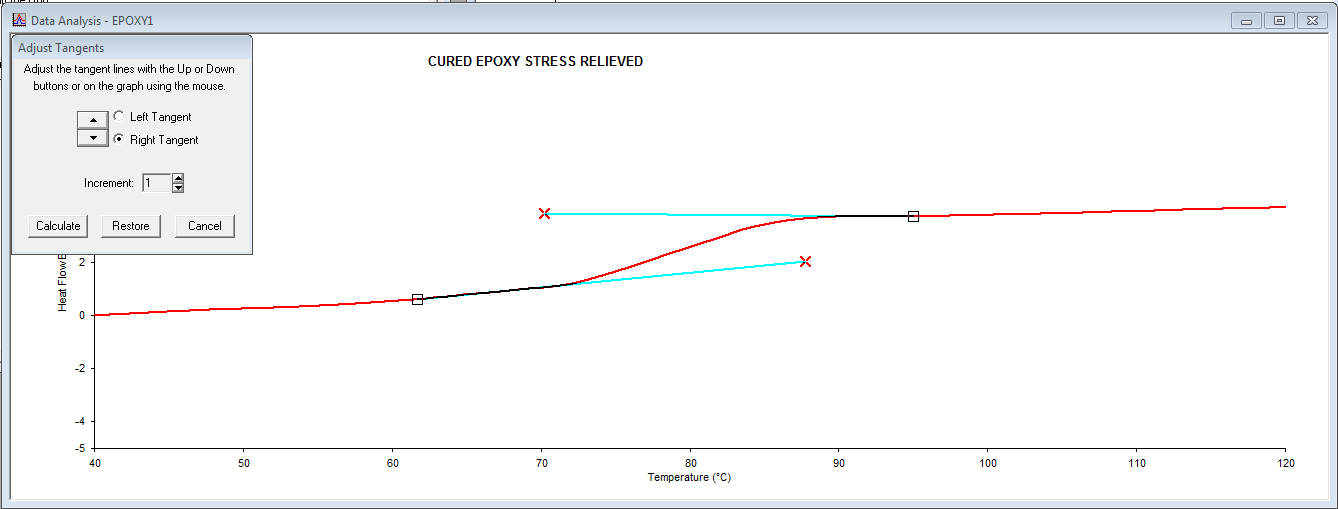 Data Analysis - EPOXY1
Adjust Tangents
Adjust the tangent lines with the Up or Down
buttons or on the graph using the mouse.
Left Tangent
Right Tangent
Increment: 1
Calculate Restore Cancel
CURED EPOXY STRESS RELIEVED
Heat Flow
2
0
-2
-4
-5
40 50 60 70 80 90 100 110 120
Temperature (°C)